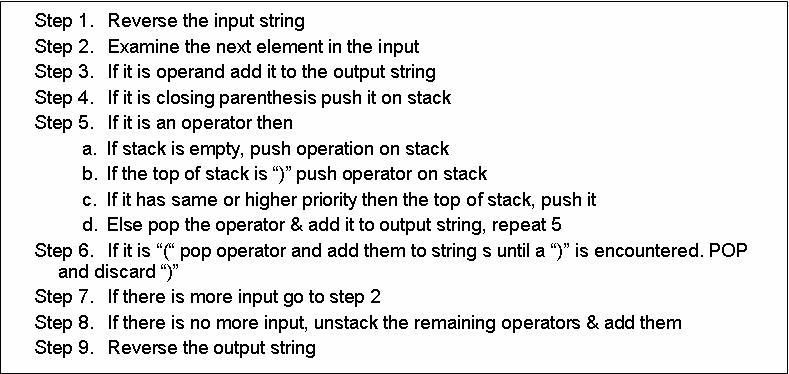 Step 1. Reverse the input string
Step 2. Examine the next element in the input
Step 3. If it is operand add it to the output string
Step 4. If it is closing parenthesis push it on stack
Step 5. If it is an operator then
a. If stack is empty, push operation on stack
b. If the top of stack is “)” push operator on stack
c. If it has same or higher priority then the top of stack, push it
d. Else pop the operator & add it to output string, repeat 5
Step 6. If it is “(“ pop operator and add them to string s until a “)” is encountered. POP
and discard “)”
Step 7. If there is more input go to step 2
Step 8. If there is no more input, unstack the remaining operators & add them
Step 9. Reverse the output string